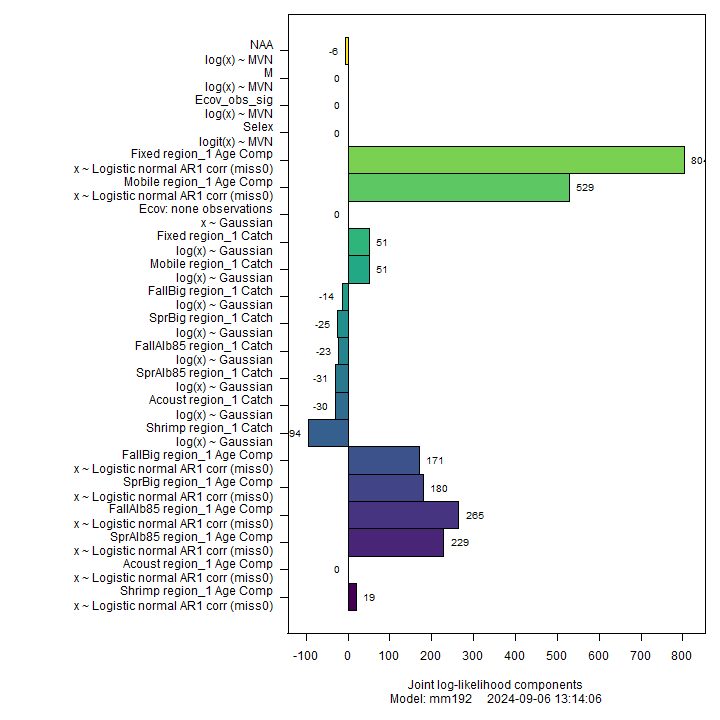 NAA
log(x) ~ MVN
-6
M
log(x) ~ MVN
0
Ecov_obs_sig
log(x) ~ MVN
0
Selex
logit(x) ~ MVN
0
Fixed region_1 Age Comp
x ~ Logistic normal AR1 corr (miss0)
Mobile region_1 Age Comp
x ~ Logistic normal AR1 corr (miss0)
529
Ecov: none observations
x ~ Gaussian
0
Fixed region_1 Catch
log(x) ~ Gaussian
51
Mobile region_1 Catch
log(x) ~ Gaussian
51
FallBig region_1 Catch
log(x) ~ Gaussian
-14
SprBig region_1 Catch
log(x) ~ Gaussian
-25
FallAlb85 region_1 Catch
log(x) ~ Gaussian
-23
SprAlb85 region_1 Catch
log(x) ~ Gaussian
-31
Acoust region_1 Catch
log(x) ~ Gaussian
-30
Shrimp region_1 Catch
log(x) ~ Gaussian
94
FallBig region_1 Age Comp
x ~ Logistic normal AR1 corr (miss0)
171
SprBig region_1 Age Comp
x ~ Logistic normal AR1 corr (miss0)
180
FallAlb85 region_1 Age Comp
x ~ Logistic normal AR1 corr (miss0)
265
SprAlb85 region_1 Age Comp
x ~ Logistic normal AR1 corr (miss0)
229
Acoust region_1 Age Comp
x ~ Logistic normal AR1 corr (miss0)
0
Shrimp region_1 Age Comp
x ~ Logistic normal AR1 corr (miss0)
19
-100 0 100 200 300 400 500 600 700 800
Joint log-likelihood components
Model: mm192 2024-09-06 13:14:06